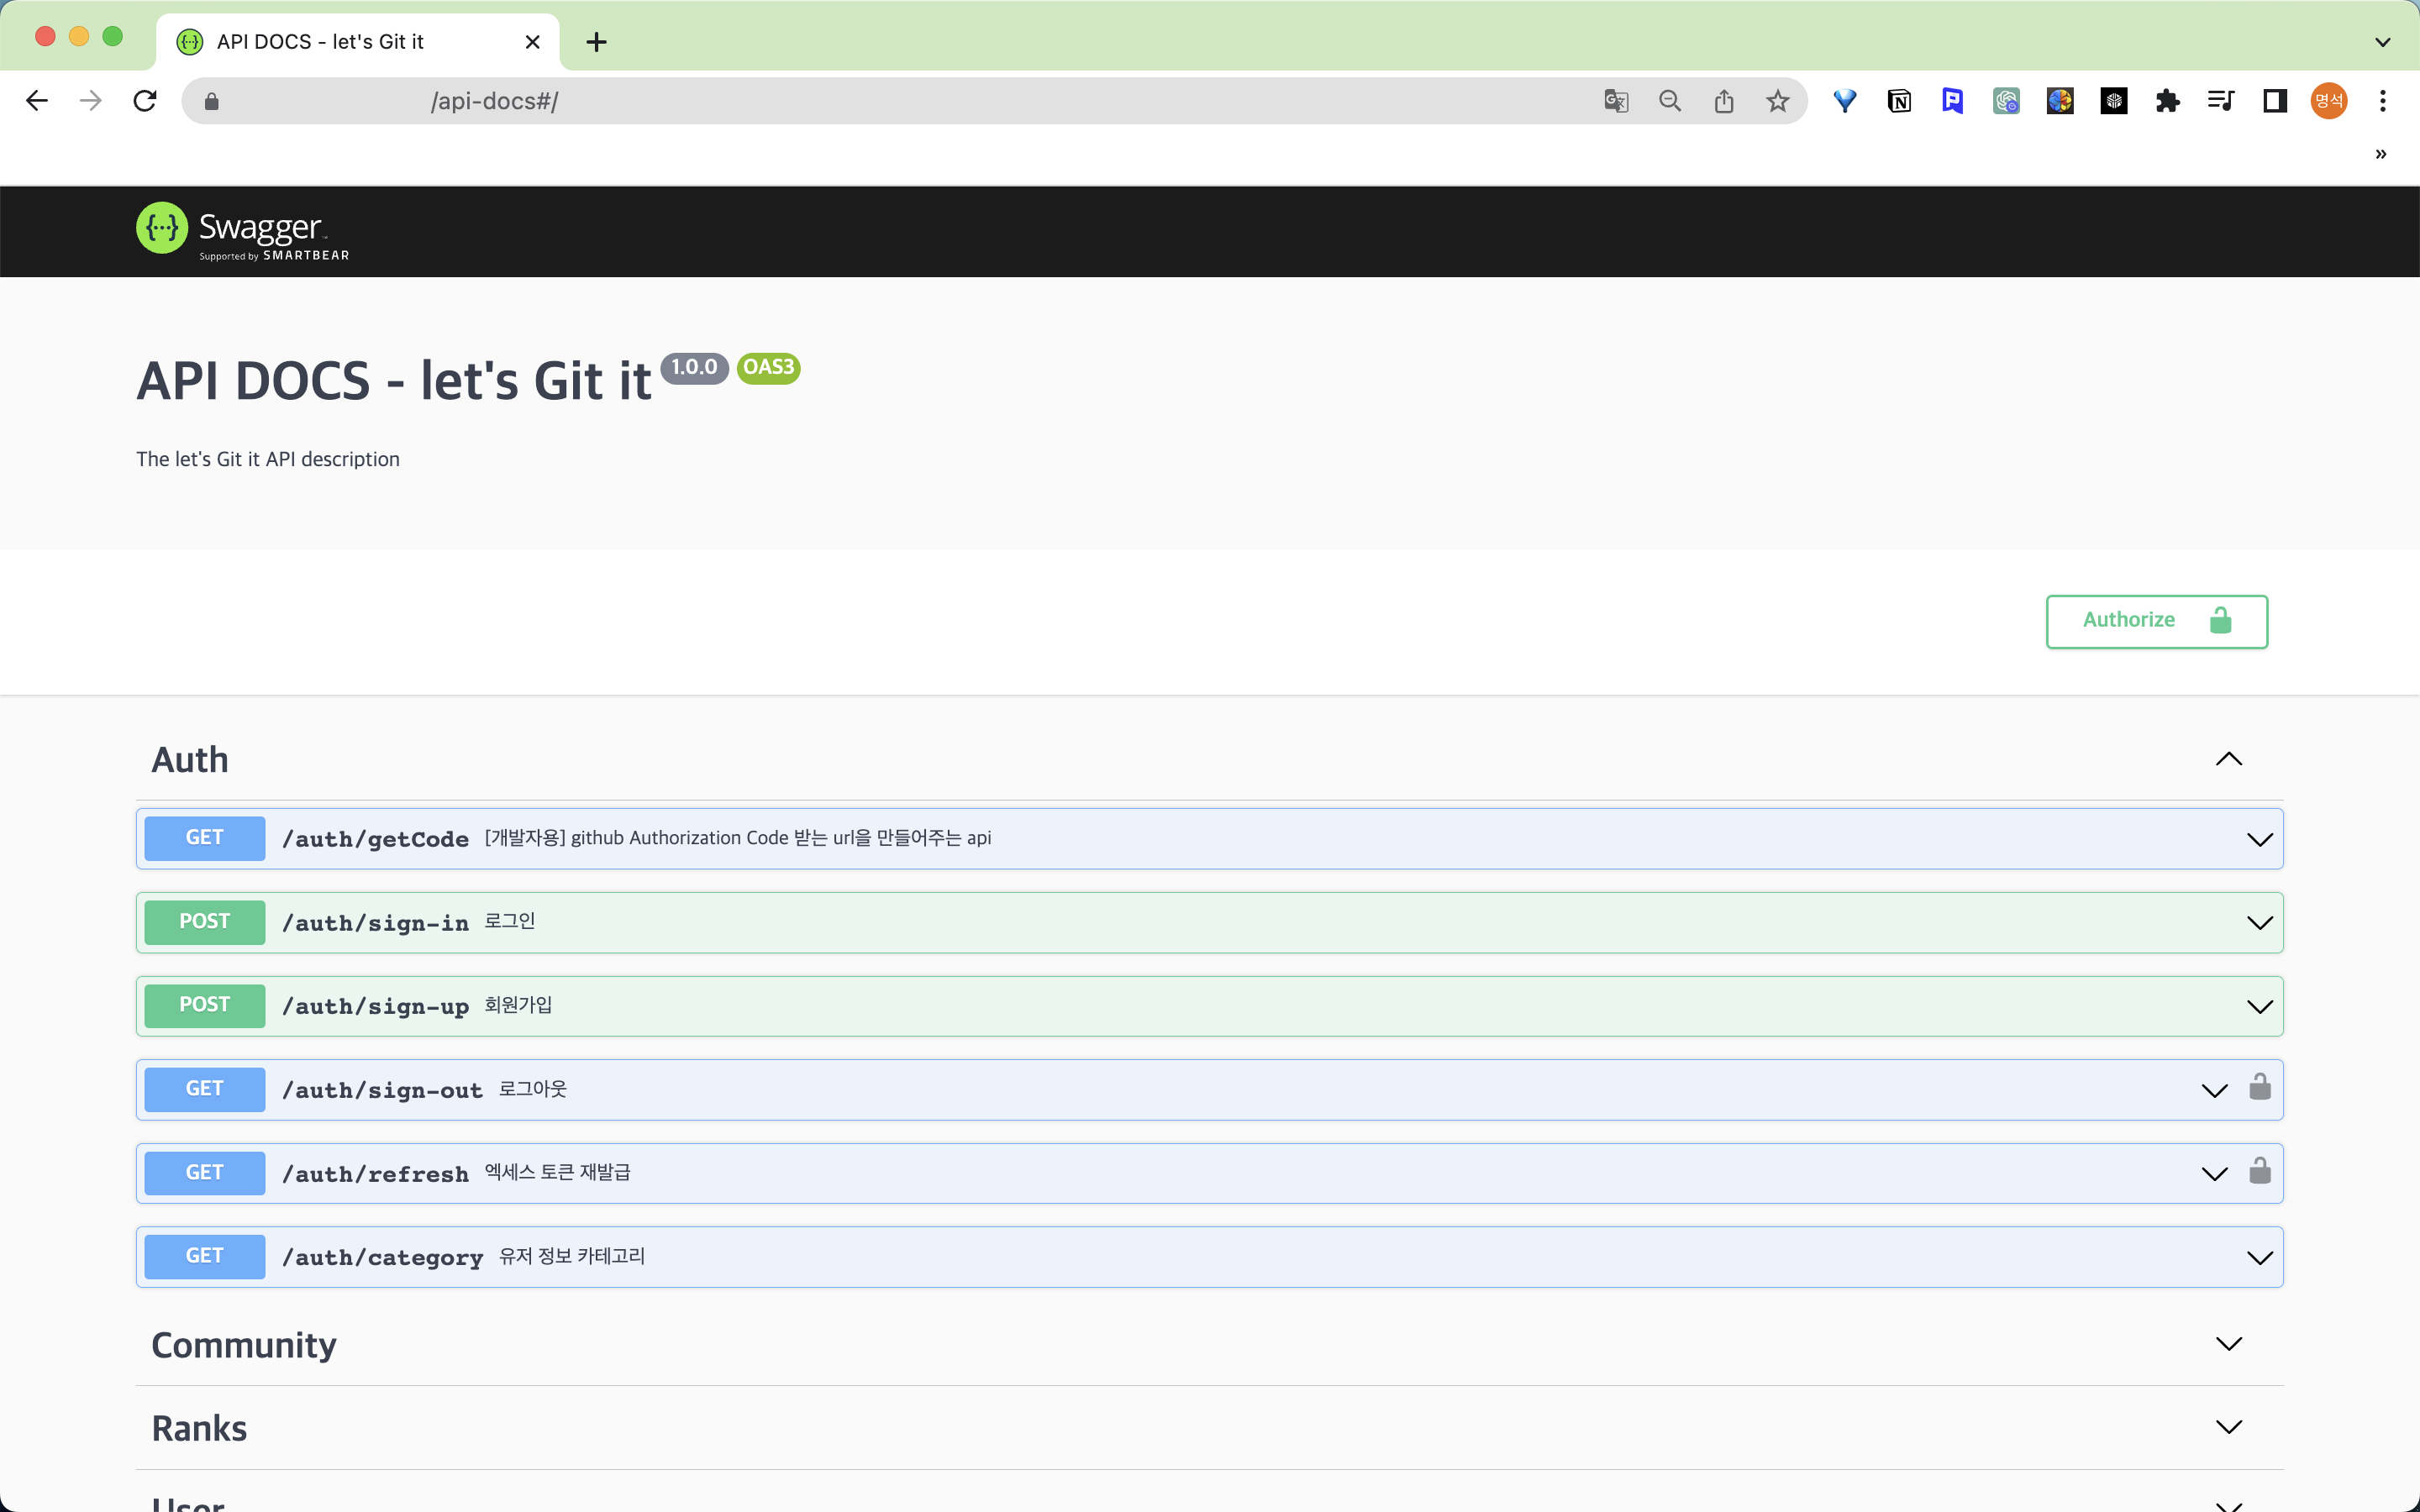 API DOCS - let's Git it
/api-docs#/
명석
»
Swagger
Supported by SMARTBEAR
API DOCS - let's Git it 1.0.0 OAS3
The let's Git it API description
Authorize
Auth
GET /auth/getCode [개발자용] github Authorization Code 받는 url을 만들어주는 api
POST /auth/sign-in 로그인
POST /auth/sign-up 회원가입
GET /auth/sign-out 로그아웃
GET /auth/refresh 엑세스 토큰 재발급
GET /auth/category 유저 정보 카테고리
Community
Ranks
User